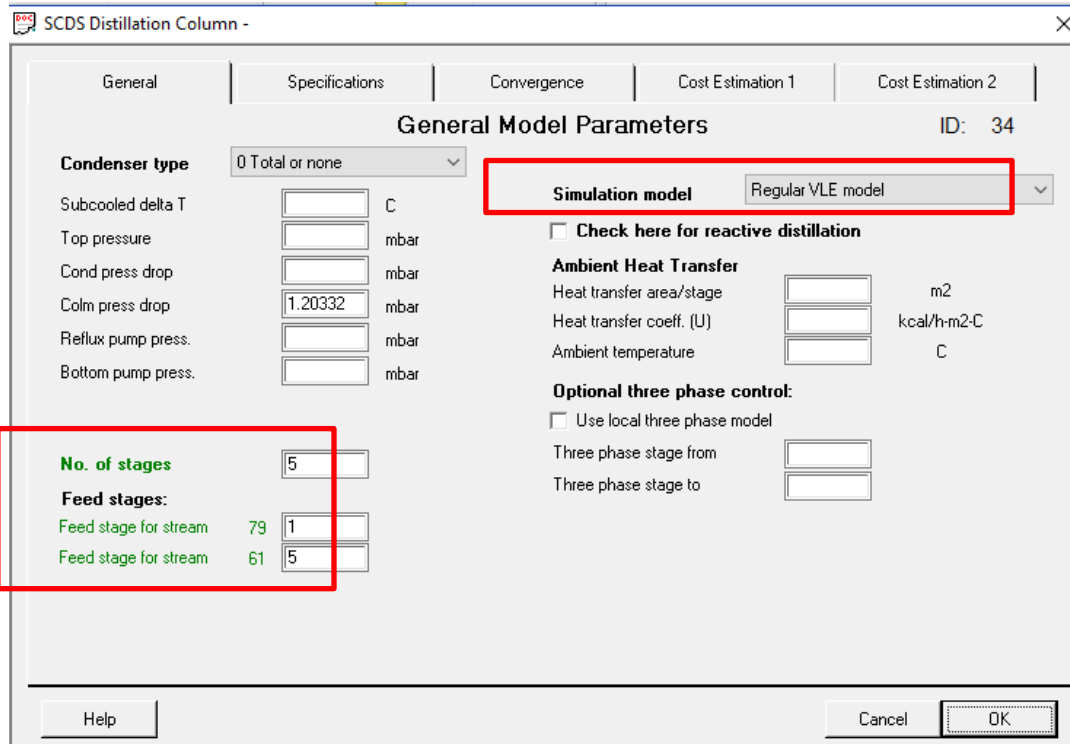 DOC SCDS Distillation Column -
General Specifications Convergence Cost Estimation 1 Cost Estimation 2
General Model Parameters ID: 34
Condenser type 0 Total or none
Subcooled delta T C
Top pressure mbar
Cond press drop mbar
Colm press drop 1.20332 mbar
Reflux pump press. mbar
Bottom pump press. mbar
No. of stages 5
Feed stages:
Feed stage for stream 79 1
Feed stage for stream 61 5
Simulation model Regular VLE model
Check here for reactive distillation
Ambient Heat Transfer
Heat transfer area/stage m2
Heat transfer coeff. (U) kcal/h-m2-C
Ambient temperature C
Optional three phase control:
Use local three phase model
Three phase stage from
Three phase stage to
Help Cancel OK